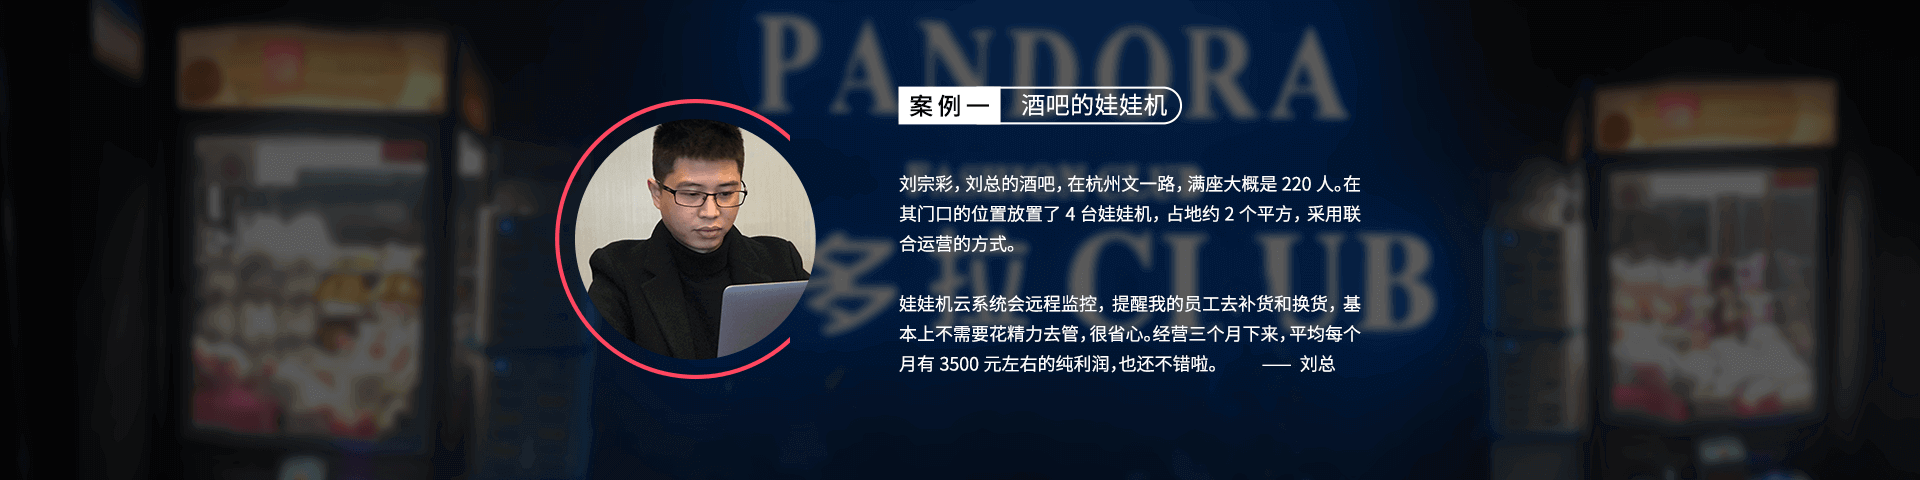 PANDORA
案例一 酒吧的娃娃机
刘宗彩，刘总的酒吧，在杭州文一路，满座大概是 220 人。在
其门口的位置放置了 4 台娃娃机，占地约 2 个平方，采用联
合运营的方式。
多拉 CLUB
娃娃机云系统会远程监控，提醒我的员工去补货和换货，基
本上不需要花精力去管，很省心。经营三个月下来，平均每个
月有 3500 元左右的纯利润，也还不错啦。 —— 刘总